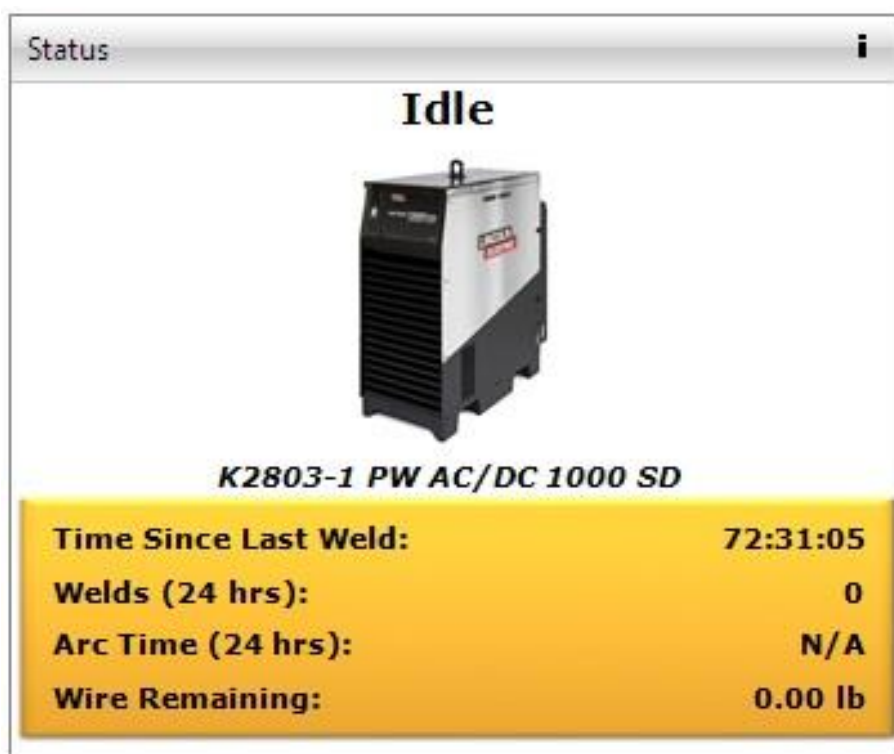 Status i
Idle
K2803-1 PW AC/DC 1000 SD
Time Since Last Weld: 72:31:05
Welds (24 hrs): 0
Arc Time (24 hrs): N/A
Wire Remaining: 0.00 lb